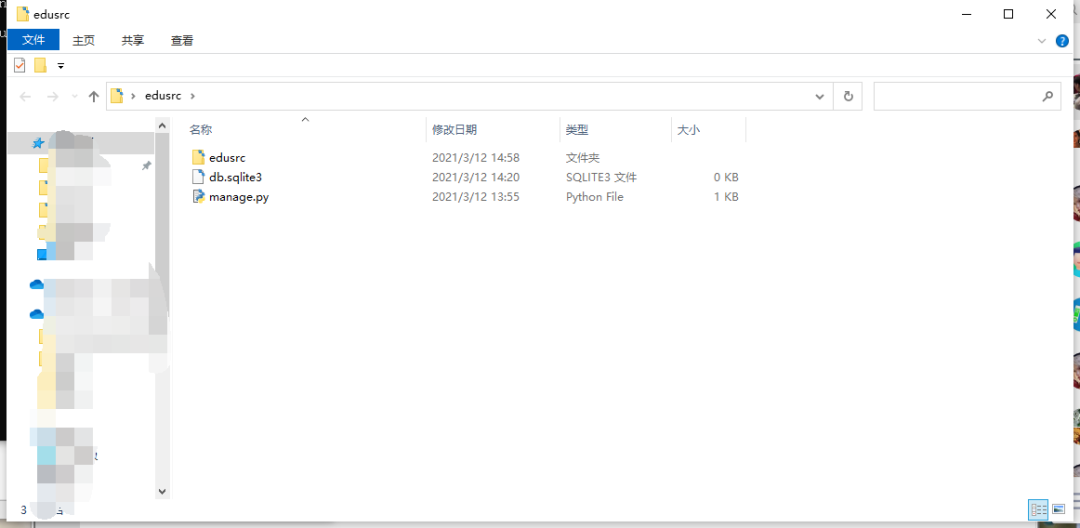 edusrc
文件 主页 共享 查看
edusrc
名称 修改日期 类型 大小
edusrc 2021/3/12 14:58 文件夹
db.sqlite3 2021/3/12 14:20 SQLITE3 文件 0 KB
manage.py 2021/3/12 13:55 Python File 1 KB
3